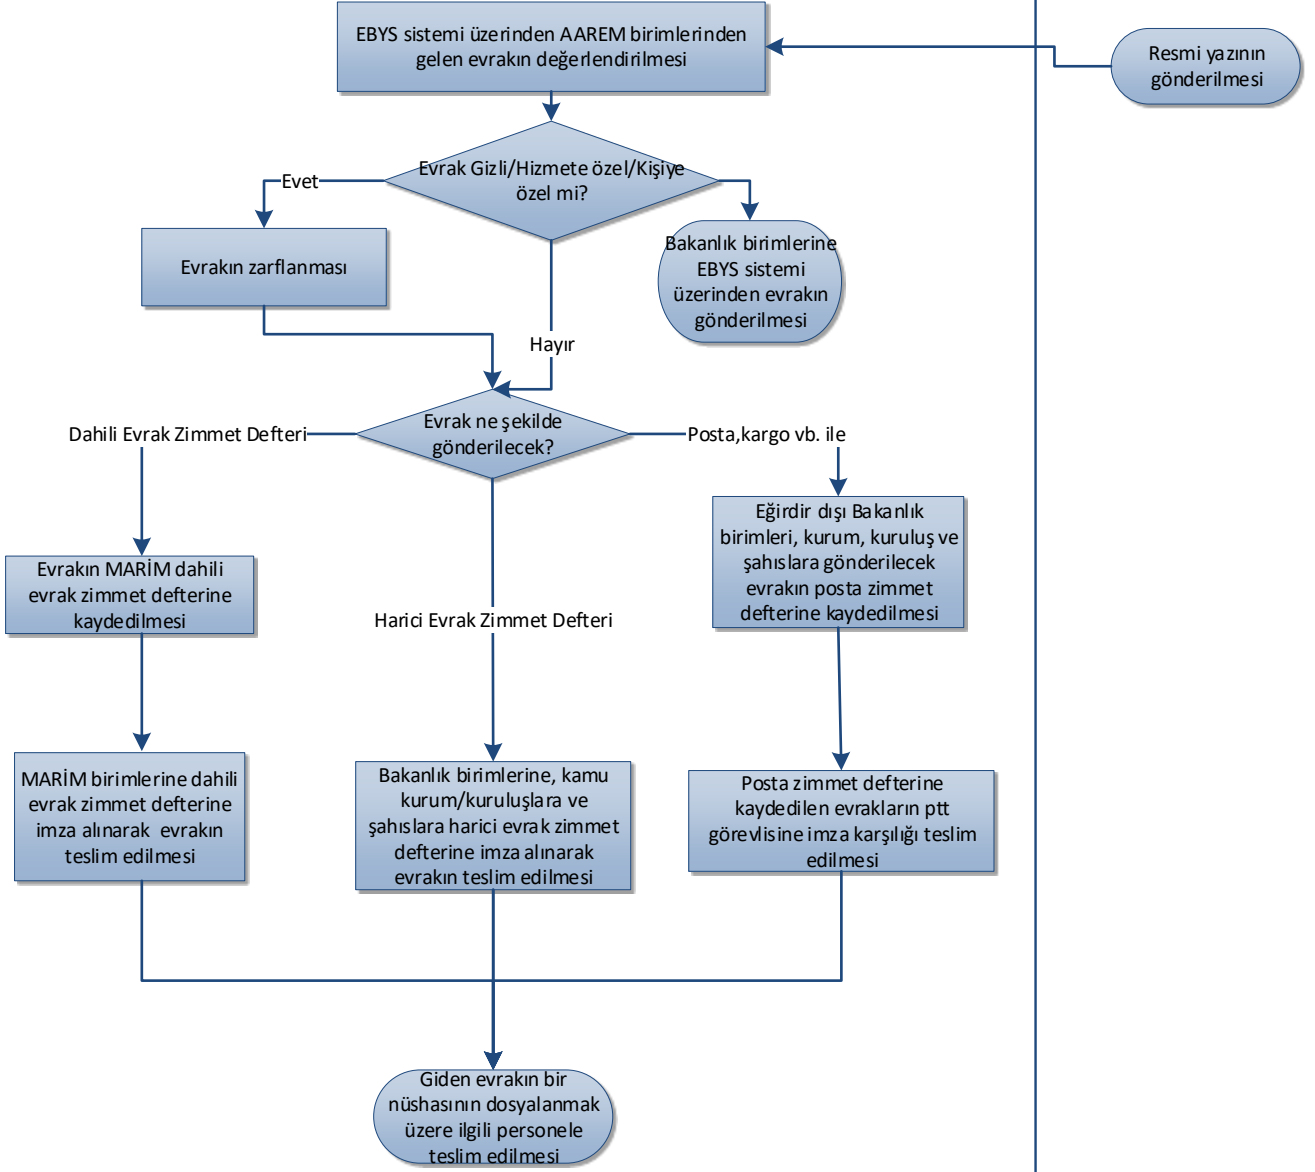 EBYS sistemi üzerinden AAREM birimlerinden
gelen evrakın değerlendirilmesi
Resmi yazının
gönderilmesi
Evrak Gizli/Hizmete özel/Kişiye
özel mi?
Evet
Evrakın zarflanması
Bakanlık birimlerine
EBYS sistemi
üzerinden evrakın
gönderilmesi
Hayır
Evrak ne şekilde
gönderilecek?
Dahili Evrak Zimmet Defteri
Posta,kargo vb. ile
Eğirdir dışı Bakanlık
birimleri, kurum, kuruluş ve
şahıslara gönderilecek
evrakın posta zimmet
defterine kaydedilmesi
Evrakın MARİM dahili
evrak zimmet defterine
kaydedilmesi
Harici Evrak Zimmet Defteri
MARİM birimlerine dahili
evrak zimmet defterine
imza alınarak evrakın
teslim edilmesi
Bakanlık birimlerine, kamu
kurum/kuruluşlara ve
şahıslara harici evrak zimmet
defterine imza alınarak
evrakın teslim edilmesi
Posta zimmet defterine
kaydedilen evrakların ptt
görevlisine imza karşılığı teslim
edilmesi
Giden evrakın bir
nüshasının dosyalanmak
üzere ilgili personele
teslim edilmesi